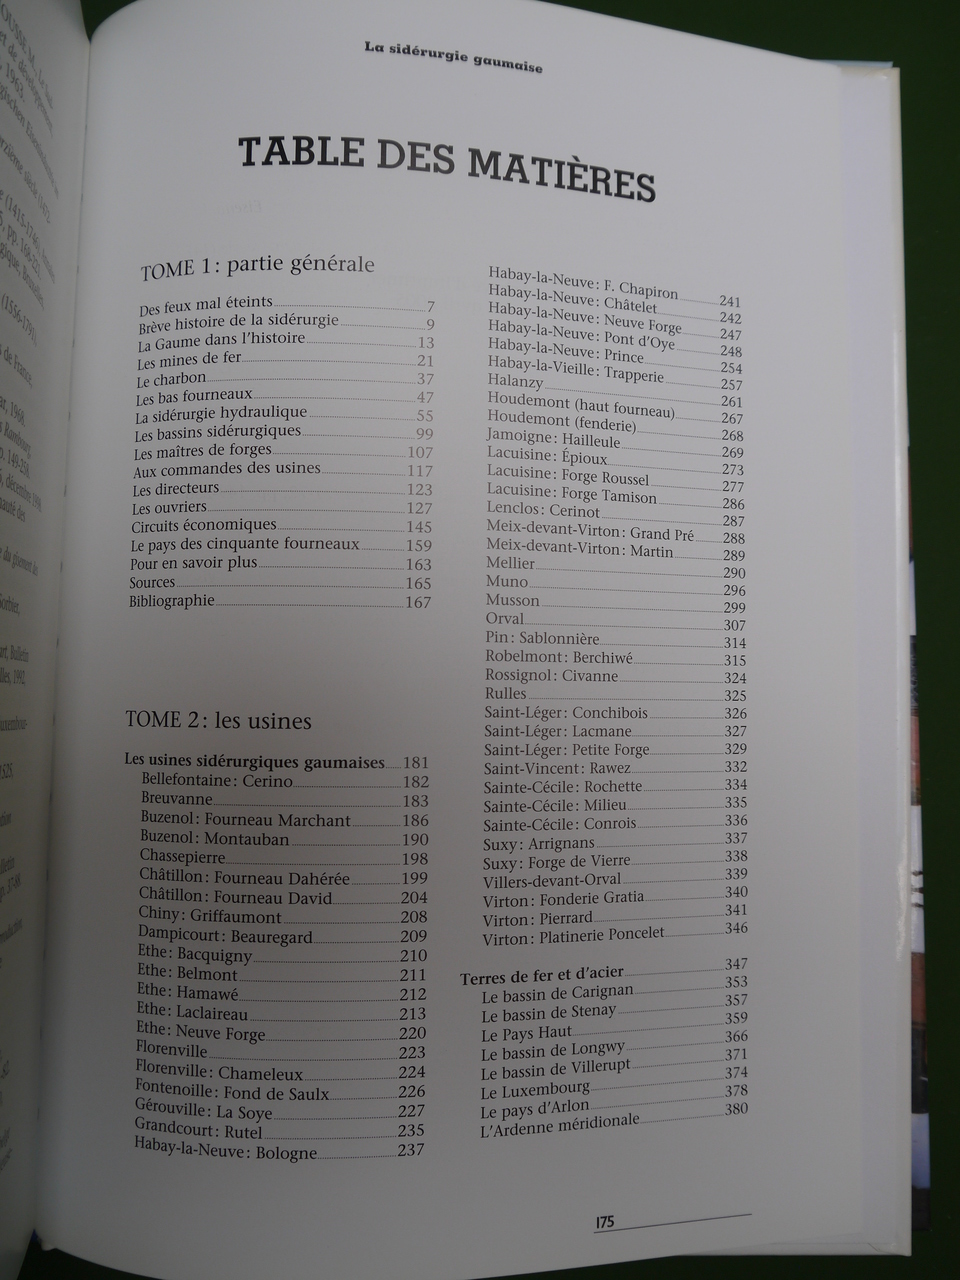 1963.
de France,
1968.
Bulletin
1992,
1525.
La sidérurgie gaumaise
TABLE DES MATIÈRES
TOME 1 : partie générale
Des feux mal éteints 7
Brève histoire de la sidérurgie 9
La Gaume dans l'histoire 13
Les mines de fer 21
Le charbon 37
Les bas fourneaux 47
La sidérurgie hydraulique 55
Les bassins sidérurgiques 99
Les maîtres de forges 107
Aux commandes des usines 117
Les directeurs 123
Les ouvriers 127
Circuits économiques 145
Le pays des cinquante fourneaux 159
Pour en savoir plus 163
Sources 165
Bibliographie 167
TOME 2 : les usines
Les usines sidérurgiques gaumaises 181
Bellefontaine : Cerino 182
Breuvanne 183
Buzenol : Fourneau Marchant 186
Buzenol : Montauban 190
Chassepierre 198
Châtillon : Fourneau Dahérée 199
Châtillon : Fourneau David 204
Chiny : Griffaumont 208
Dampicourt : Beauregard 209
Ethe : Bacquigny 210
Ethe : Belmont 211
Ethe : Hamawé 212
Ethe : Laclaireau 213
Ethe : Neuve Forge 220
Florenville 223
Florenville : Chameleux 224
Fontenoille : Fond de Saulx 226
Gérouville : La Soye 227
Grandcourt : Rutel 235
Habay-la-Neuve : Bologne 237
Habay-la-Neuve : F. Chapiron 241
Habay-la-Neuve : Châtelet 242
Habay-la-Neuve : Neuve Forge 247
Habay-la-Neuve : Pont d'Oye 248
Habay-la-Neuve : Prince 254
Habay-la-Vieille : Trapperie 257
Halanzy 261
Houdemont (haut fourneau) 267
Houdemont (fenderie) 268
Jamoigne : Hailleule 269
Lacuisine : Épioux 273
Lacuisine : Forge Roussel 277
Lacuisine : Forge Tamison 286
Lenclos : Cerinot 287
Meix-devant-Virton : Grand Pré 288
Meix-devant-Virton : Martin 289
Mellier 290
Muno 296
Musson 299
Orval 307
Pin : Sablonnière 314
Robelmont : Berchiwé 315
Rossignol : Civanne 324
Rulles 325
Saint-Léger : Conchibois 326
Saint-Léger : Lacmane 327
Saint-Léger : Petite Forge 329
Saint-Vincent : Rawez 332
Sainte-Cécile : Rochette 334
Sainte-Cécile : Milieu 335
Sainte-Cécile : Conrois 336
Suxy : Arrignans 337
Suxy : Forge de Vierre 338
Villers-devant-Orval 339
Virton : Fonderie Gratia 340
Virton : Pierrard 341
Virton : Platinerie Poncelet 346
Terres de fer et d'acier 347
Le bassin de Carignan 353
Le bassin de Stenay 357
Le Pays Haut 359
Le bassin de Longwy 366
Le bassin de Villerupt 371
Le Luxembourg 374
Le pays d'Arlon 378
L'Ardenne méridionale 380
175